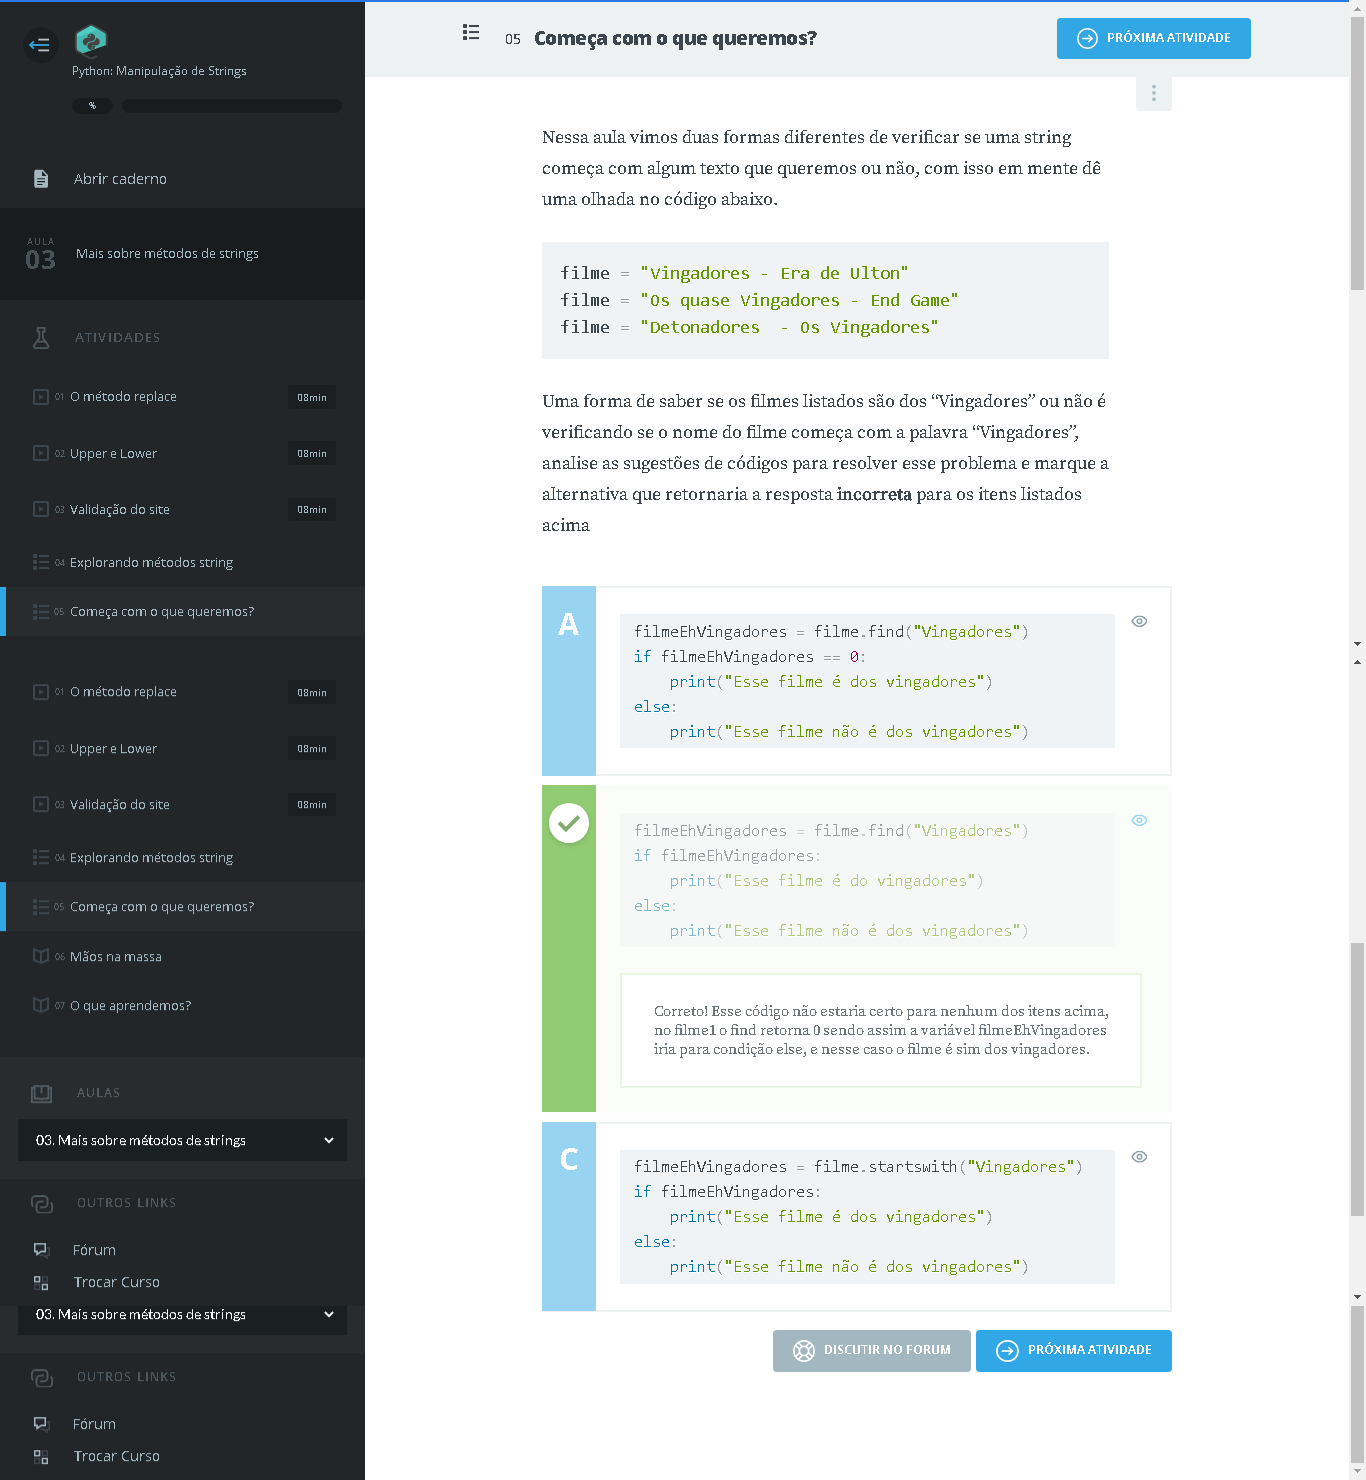 Python: Manipulação de Strings
%
Abrir caderno
AULA
03
Mais sobre métodos de strings
ATIVIDADES
01 O método replace 08min
02 Upper e Lower 08min
03 Validação do site 08min
04 Explorando métodos string
05 Começa com o que queremos?
01 O método replace 08min
02 Upper e Lower 08min
03 Validação do site 08min
04 Explorando métodos string
05 Começa com o que queremos?
06 Mãos na massa
07 O que aprendemos?
AULAS
03. Mais sobre métodos de strings
OUTROS LINKS
Fórum
Trocar Curso
03. Mais sobre métodos de strings
OUTROS LINKS
Fórum
Trocar Curso
05 Começa com o que queremos?
PRÓXIMA ATIVIDADE
Nessa aula vimos duas formas diferentes de verificar se uma string
começa com algum texto que queremos ou não, com isso em mente dê
uma olhada no código abaixo.
filme = "Vingadores - Era de Ulton"
filme = "Os quase Vingadores - End Game"
filme = "Detonadores  - Os Vingadores"
Uma forma de saber se os filmes listados são dos “Vingadores” ou não é
verificando se o nome do filme começa com a palavra “Vingadores”,
analise as sugestões de códigos para resolver esse problema e marque a
alternativa que retornaria a resposta incorreta para os itens listados
acima
A
filmeEhVingadores = filme.find("Vingadores")
if filmeEhVingadores == 0:
    print("Esse filme é dos vingadores")
else:
    print("Esse filme não é dos vingadores")
filmeEhVingadores = filme.find("Vingadores")
if filmeEhVingadores:
    print("Esse filme é do vingadores")
else:
    print("Esse filme não é dos vingadores")
Correto! Esse código não estaria certo para nenhum dos itens acima,
no filme1 o find retorna 0 sendo assim a variável filmeEhVingadores
iria para condição else, e nesse caso o filme é sim dos vingadores.
C
filmeEhVingadores = filme.startswith("Vingadores")
if filmeEhVingadores:
    print("Esse filme é dos vingadores")
else:
    print("Esse filme não é dos vingadores")
DISCUTIR NO FORUM
PRÓXIMA ATIVIDADE